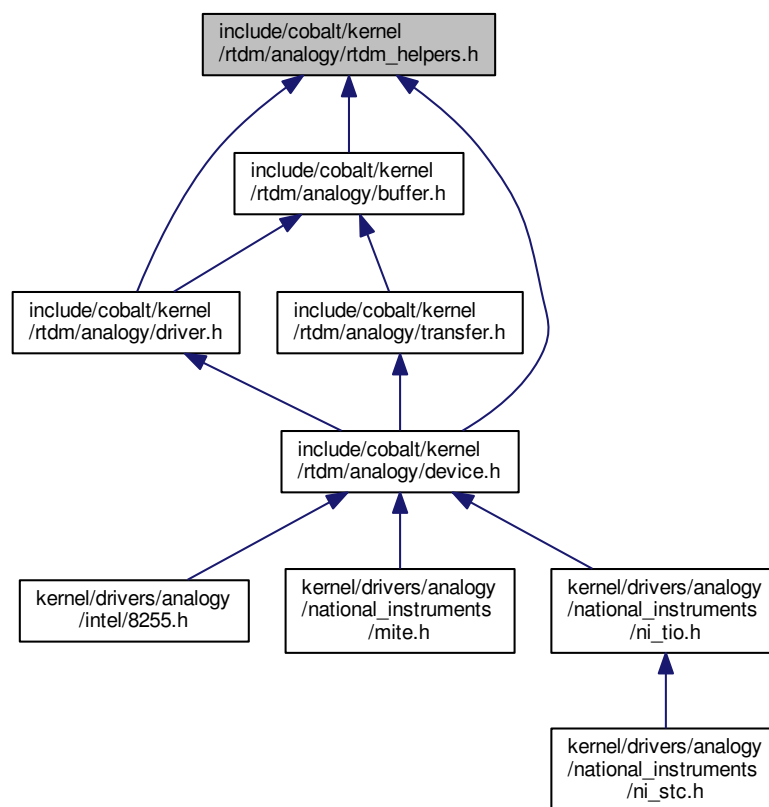 include/cobalt/kernel
/rtdm/analogy/rtdm_helpers.h
include/cobalt/kernel
/rtdm/analogy/buffer.h
include/cobalt/kernel
/rtdm/analogy/driver.h
include/cobalt/kernel
/rtdm/analogy/transfer.h
include/cobalt/kernel
/rtdm/analogy/device.h
kernel/drivers/analogy
/intel/8255.h
kernel/drivers/analogy
/national_instruments
/mite.h
kernel/drivers/analogy
/national_instruments
/ni_tio.h
kernel/drivers/analogy
/national_instruments
/ni_stc.h